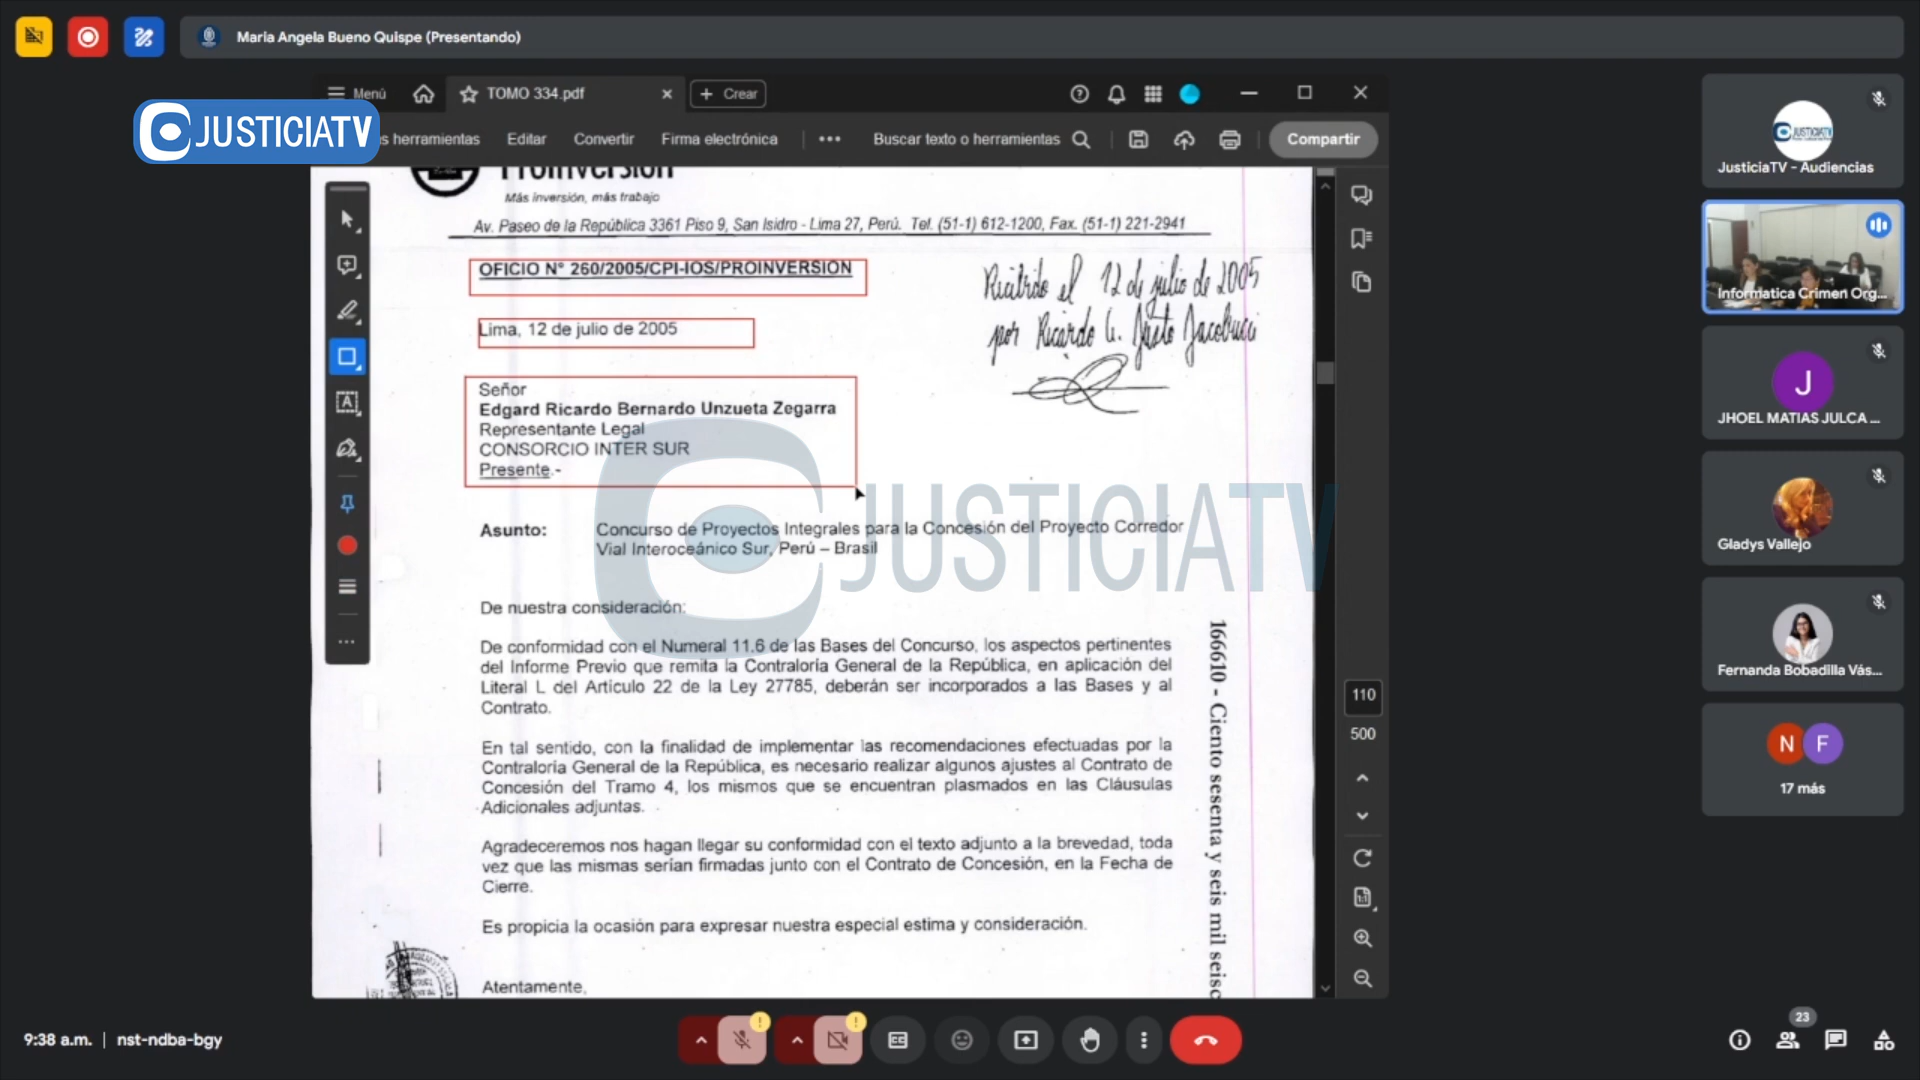 Maria Angela Bueno Quispe (Presentando)
Menú
TOMO 334.pdf
Crear
JUSTICIATV
s herramientas
Editar
Convertir
Firma electrónica
Buscar texto o herramientas
Compartir
Proinversión
Más inversión, más trabajo
Av. Paseo de la República 3361 Piso 9, San Isidro - Lima 27, Perú. Tel. (51-1) 612-1200, Fax. (51-1) 221-2941
OFICIO N° 260/2005/CPI-IOS/PROINVERSION
Recibido el 12 de julio de 2005
por Ricardo G. Justo Jacobucci
Lima, 12 de julio de 2005
Señor
Edgard Ricardo Bernardo Unzueta Zegarra
Representante Legal
CONSORCIO INTER SUR
Presente.-
JUSTICIATV
Asunto: Concurso de Proyectos Integrales para la Concesión del Proyecto Corredor
Vial Interoceánico Sur, Perú – Brasil
De nuestra consideración:
De conformidad con el Numeral 11.6 de las Bases del Concurso, los aspectos pertinentes
del Informe Previo que remita la Contraloría General de la República, en aplicación del
Literal L del Artículo 22 de la Ley 27785, deberán ser incorporados a las Bases y al
Contrato.
En tal sentido, con la finalidad de implementar las recomendaciones efectuadas por la
Contraloría General de la República, es necesario realizar algunos ajustes al Contrato de
Concesión del Tramo 4, los mismos que se encuentran plasmados en las Cláusulas
Adicionales adjuntas.
Agradeceremos nos hagan llegar su conformidad con el texto adjunto a la brevedad, toda
vez que las mismas serían firmadas junto con el Contrato de Concesión, en la Fecha de
Cierre.
Es propicia la ocasión para expresar nuestra especial estima y consideración.
Atentamente,
166610 - Ciento sesenta y seis mil seisc
110
500
JUSTICIATV
JusticiaTV - Audiencias
Informatica Crimen Org...
J
JHOEL MATIAS JULCA ...
Gladys Vallejo
Fernanda Bobadilla Vás...
N F
17 más
9:38 a.m. | nst-ndba-bgy
23